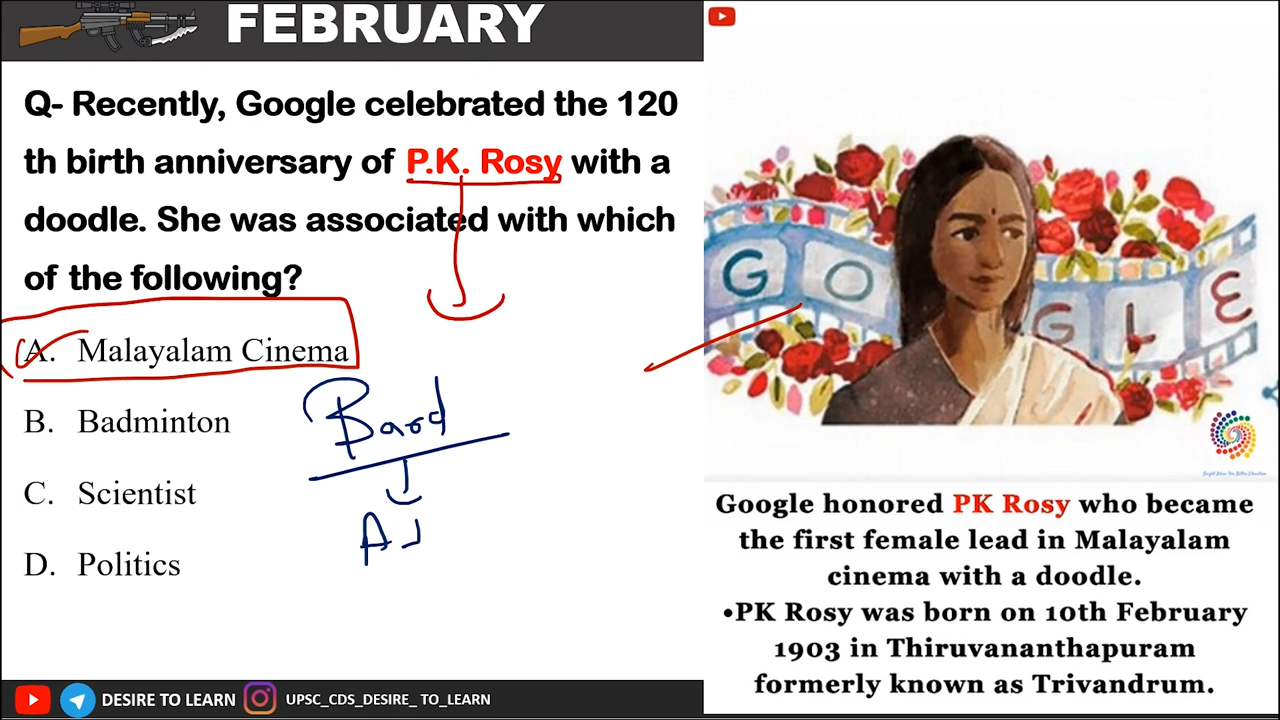 FEBRUARY
Q- Recently, Google celebrated the 120
th birth anniversary of P.K. Rosy with a
doodle. She was associated with which
of the following?
A. Malayalam Cinema
B. Badminton
C. Scientist
D. Politics
Bard
DESIRE TO LEARN
UPSC_CDS_DESIRE_ TO_LEARN
GOOGLE
Google honored PK Rosy who became
the first female lead in Malayalam
cinema with a doodle.
•PK Rosy was born on 10th February
1903 in Thiruvananthapuram
formerly known as Trivandrum.